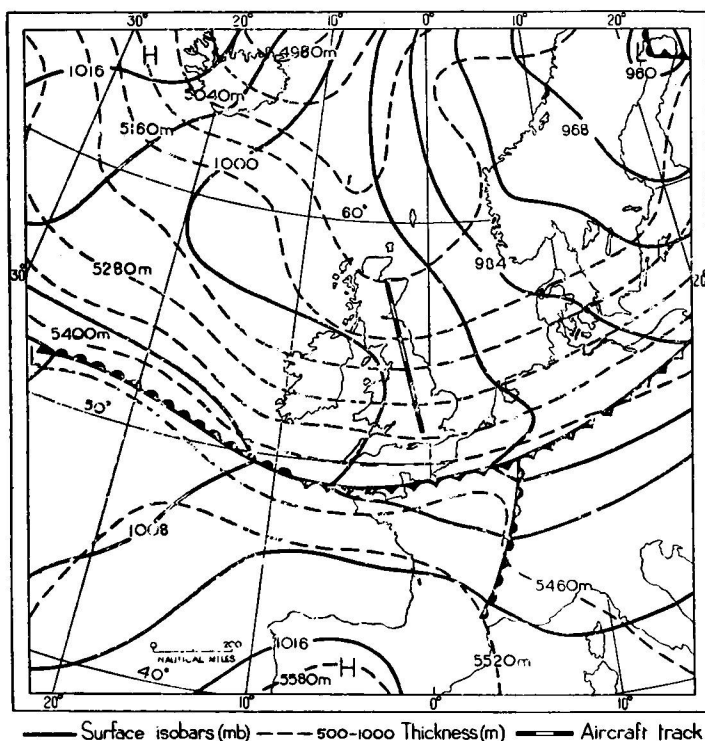 30° 20° 10° 0° 10° 20°
H 4980m L
1016 960
5040m
5160m 968
1000
60°
984
5280m
30° 20°
5400m
L
50°
1008
5460m
0 200
NAUTICAL MILES 1016 5520m
40° 5580m H
20° 10° 0° 10°
Surface isobars (mb) 500-1000 Thickness (m) Aircraft track